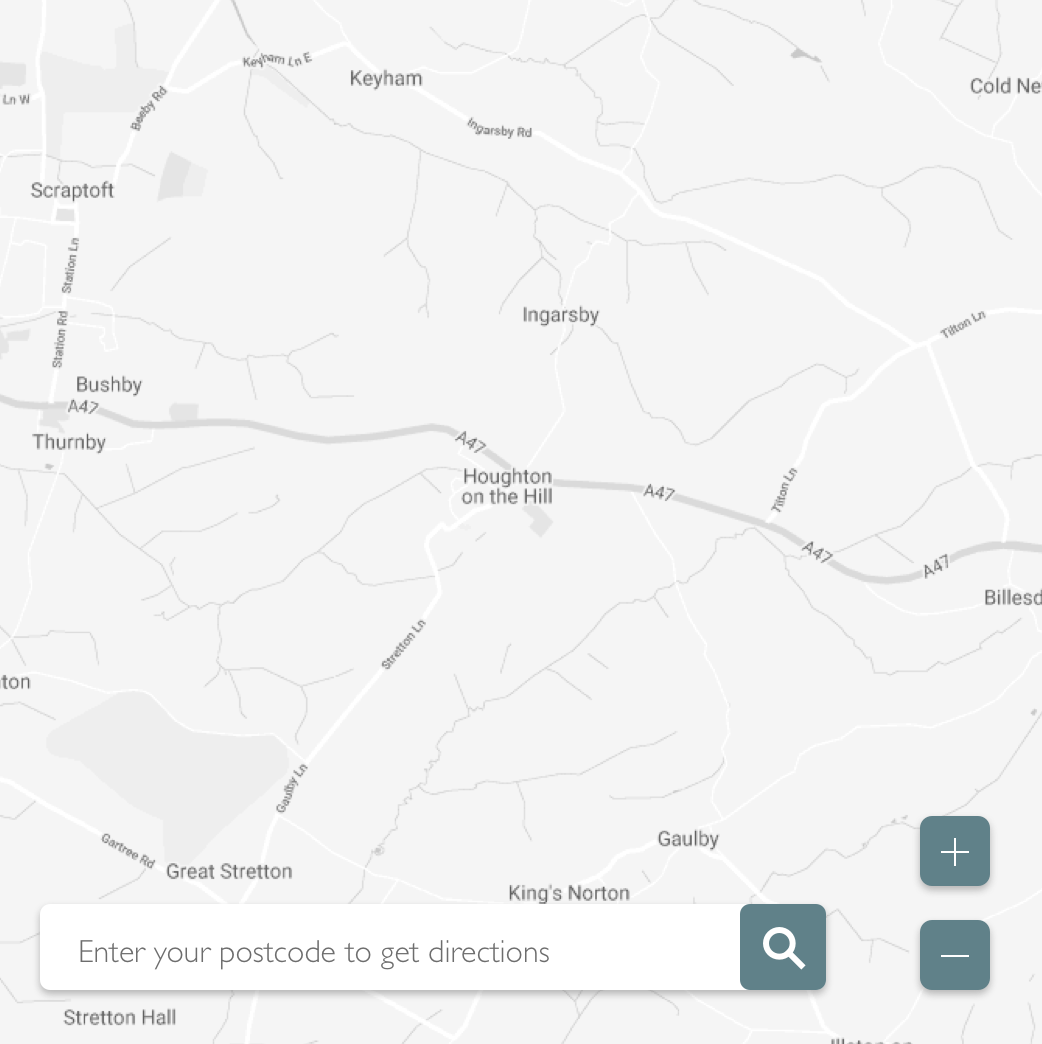 Keyham Ln E
Keyham
Cold Ne
Ln W
Beeby Rd
Ingarsby Rd
Scraptoft
Station Ln
Ingarsby
Tilton Ln
Station Rd
Bushby
A47
Thurnby
A47
Houghton
on the Hill
A47
Tilton Ln
A47
A47
Billesd
Stretton Ln
ton
Gaulby Ln
Gartree Rd
Great Stretton
Gaulby
King's Norton
Enter your postcode to get directions
Stretton Hall